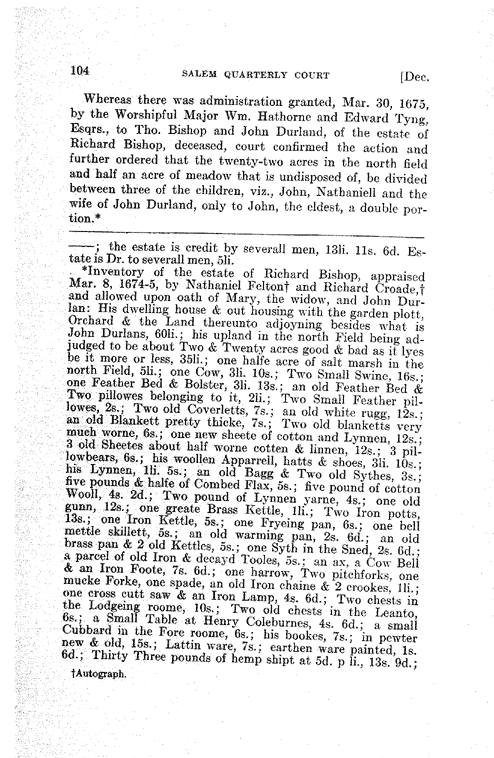 104 SALEM QUARTERLY COURT [Dec.
Whereas there was administration granted, Mar. 30, 1675,
by the Worshipful Major Wm. Hathorne and Edward Tyng,
Esqrs., to Tho. Bishop and John Durland, of the estate of
Richard Bishop, deceased, court confirmed the action and
further ordered that the twenty-two acres in the north field
and half an acre of meadow that is undisposed of, be divided
between three of the children, viz., John, Nathaniell and the
wife of John Durland, only to John, the eldest, a double por-
tion.*
——; the estate is credit by severall men, 13li. 11s. 6d. Es-
tate is Dr. to severall men, 5li.
*Inventory of the estate of Richard Bishop, appraised
Mar. 8, 1674-5, by Nathaniel Felton† and Richard Croade,†
and allowed upon oath of Mary, the widow, and John Dur-
lan: His dwelling house & out housing with the garden plott,
Orchard & the Land thereunto adjoyning besides what is
John Durlans, 60li.; his upland in the north Field being ad-
judged to be about Two & Twenty acres good & bad as it lyes
be it more or less, 35li.; one halfe acre of salt marsh in the
north Field, 5li.; one Cow, 3li. 10s.; Two Small Swine, 16s.;
one Feather Bed & Bolster, 3li. 13s.; an old Feather Bed &
Two pillowes belonging to it, 2li.; Two Small Feather pil-
lowes, 2s.; Two old Coverletts, 7s.; an old white rugg, 12s.;
an old Blankett pretty thicke, 7s.; Two old blanketts very
much worne, 6s.; one new sheete of cotton and Lynnen, 12s.;
3 old Sheetes about half worne cotten & linnen, 12s.; 3 pil-
lowbears, 6s.; his woollen Apparrell, hatts & shoes, 3li. 10s.;
his Lynnen, 1li. 5s.; an old Bagg & Two old Sythes, 3s.;
five pounds & halfe of Combed Flax, 5s.; five pound of cotton
Wooll, 4s. 2d.; Two pound of Lynnen yarne, 4s.; one old
gunn, 12s.; one greate Brass Kettle, 1li.; Two Iron potts,
13s.; one Iron Kettle, 5s.; one Fryeing pan, 6s.; one bell
mettle skillett, 5s.; an old warming pan, 2s. 6d.; an old
brass pan & 2 old Kettles, 5s.; one Syth in the Sned, 2s. 6d.;
a parcel of old Iron & decayd Tooles, 5s.; an ax, a Cow Bell
& an Iron Foote, 7s. 6d.; one harrow, Two pitchforks, one
mucke Forke, one spade, an old Iron chaine & 2 crookes, 1li.;
one cross cutt saw & an Iron Lamp, 4s. 6d.; Two chests in
the Lodgeing roome, 10s.; Two old chests in the Leanto,
6s.; a Small Table at Henry Coleburnes, 4s. 6d.; a small
Cubbard in the Fore roome, 6s.; his bookes, 7s.; in pewter
new & old, 15s.; Lattin ware, 7s.; earthen ware painted, 1s.
6d.; Thirty Three pounds of hemp shipt at 5d. p li., 13s. 9d.;
†Autograph.